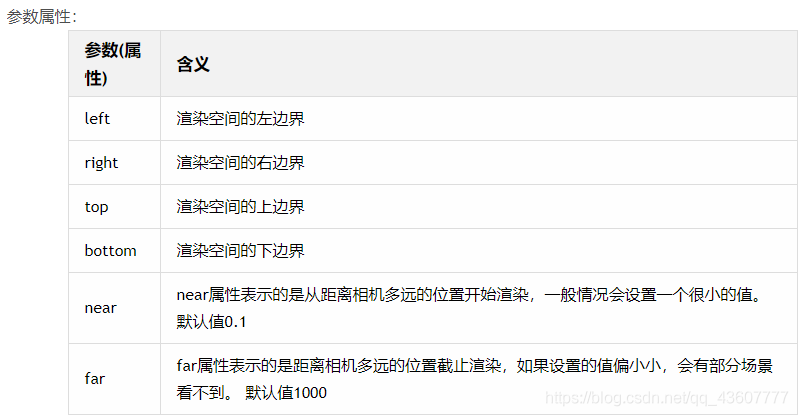 参数属性：
参数(属
性)
含义
left
渲染空间的左边界
right
渲染空间的右边界
top
渲染空间的上边界
bottom
渲染空间的下边界
near
near属性表示的是从距离相机多远的位置开始渲染，一般情况会设置一个很小的值。
默认值0.1
far
far属性表示的是距离相机多远的位置截止渲染，如果设置的值偏小小，会有部分场景
看不到。 默认值1000
https://blog.csdn.net/qq_43607777